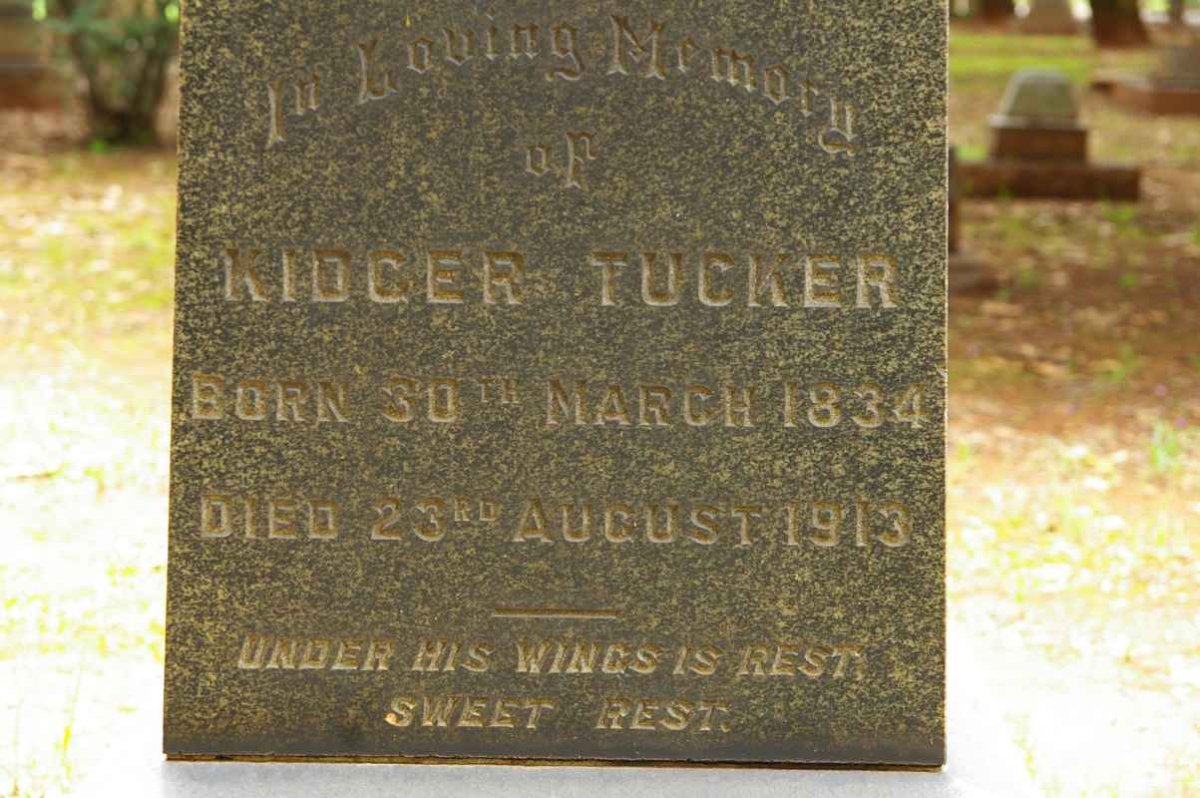 In Loving Memory
of
KIDGER TUCKER
BORN 30TH MARCH 1834
DIED 23RD AUGUST 1913
UNDER HIS WINGS IS REST,
SWEET REST.